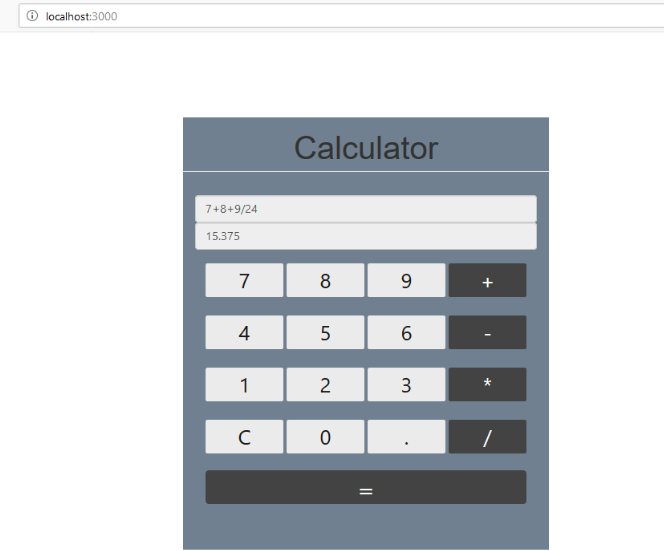 localhost:3000
Calculator
7+8+9/24
15.375
7 8 9 +
4 5 6 -
1 2 3 *
C 0 . /
=